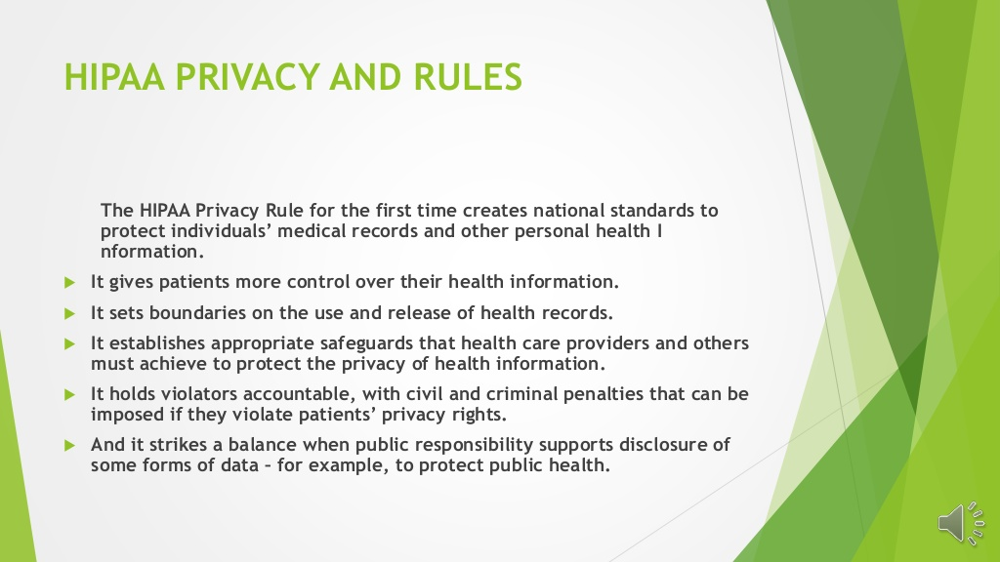 HIPAA PRIVACY AND RULES
The HIPAA Privacy Rule for the first time creates national standards to
protect individuals’ medical records and other personal health I
nformation.
It gives patients more control over their health information.
It sets boundaries on the use and release of health records.
It establishes appropriate safeguards that health care providers and others
must achieve to protect the privacy of health information.
It holds violators accountable, with civil and criminal penalties that can be
imposed if they violate patients’ privacy rights.
And it strikes a balance when public responsibility supports disclosure of
some forms of data – for example, to protect public health.